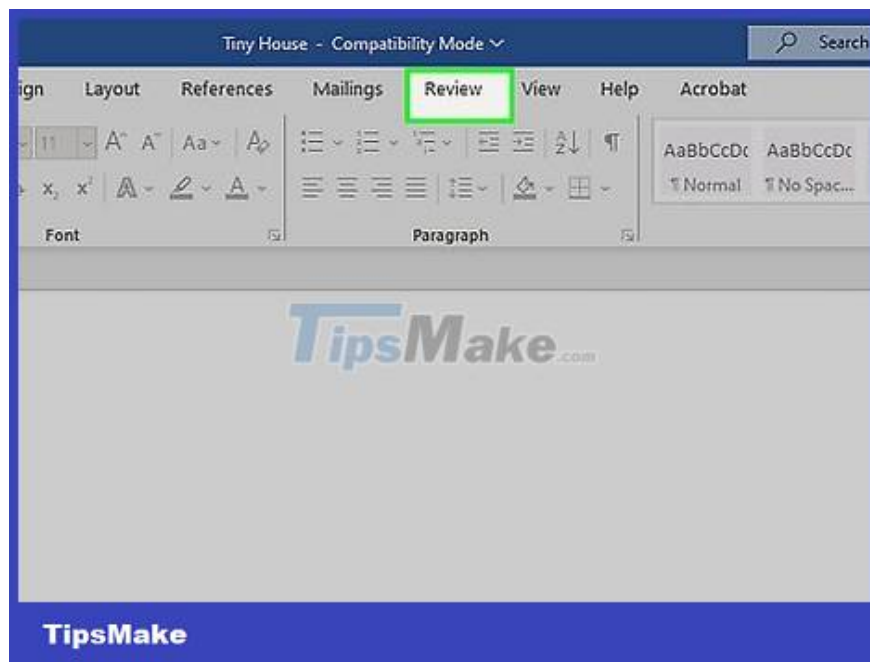 Tiny House - Compatibility Mode
Search
ign Layout References Mailings Review View Help Acrobat
11 Aa
AaBbCcDc AaBbCcDc
¶ Normal ¶ No Spac...
Font Paragraph
TipsMake.com
TipsMake